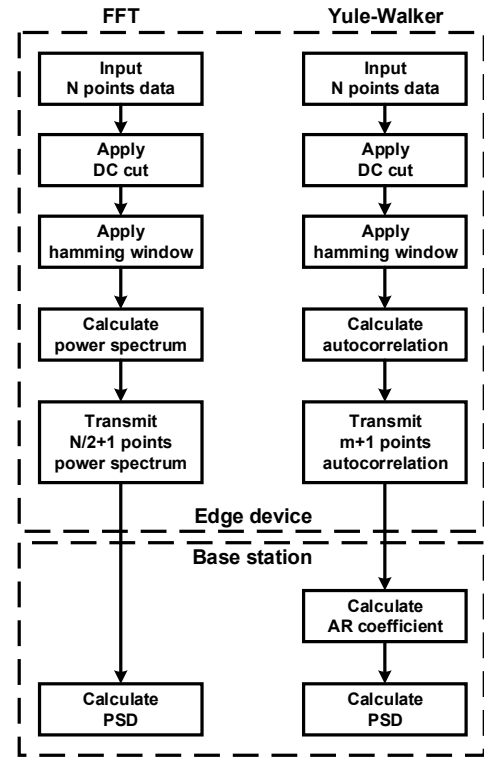 FFT
Input
N points data
Apply
DC cut
Apply
hamming window
Calculate
power spectrum
Transmit
N/2+1 points
power spectrum
Yule-Walker
Input
N points data
Apply
DC cut
Apply
hamming window
Calculate
autocorrelation
Transmit
m+1 points
autocorrelation
Edge device
Base station
Calculate
PSD
Calculate
AR coefficient
Calculate
PSD